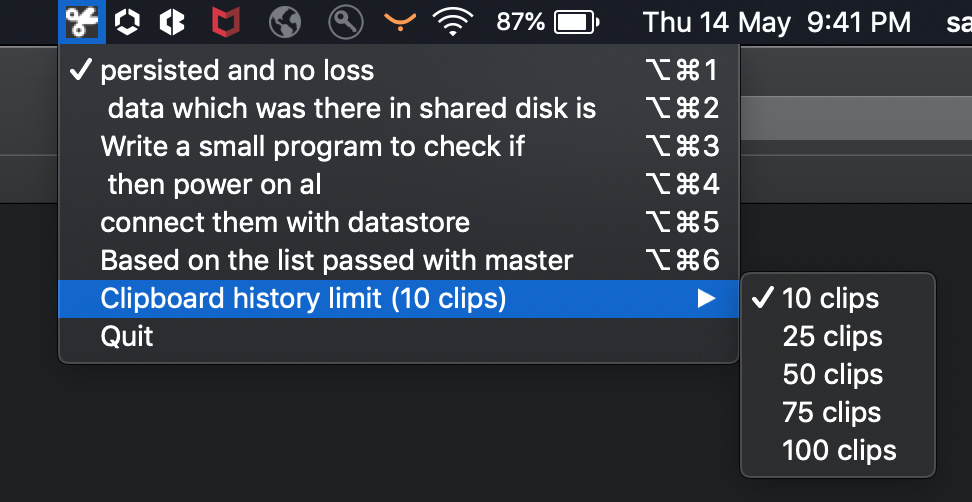 87% Thu 14 May 9:41 PM sa
✓ persisted and no loss ⌥⌘1
data which was there in shared disk is ⌥⌘2
Write a small program to check if ⌥⌘3
then power on al ⌥⌘4
connect them with datastore ⌥⌘5
Based on the list passed with master ⌥⌘6
Clipboard history limit (10 clips) ▶
Quit
✓ 10 clips
25 clips
50 clips
75 clips
100 clips